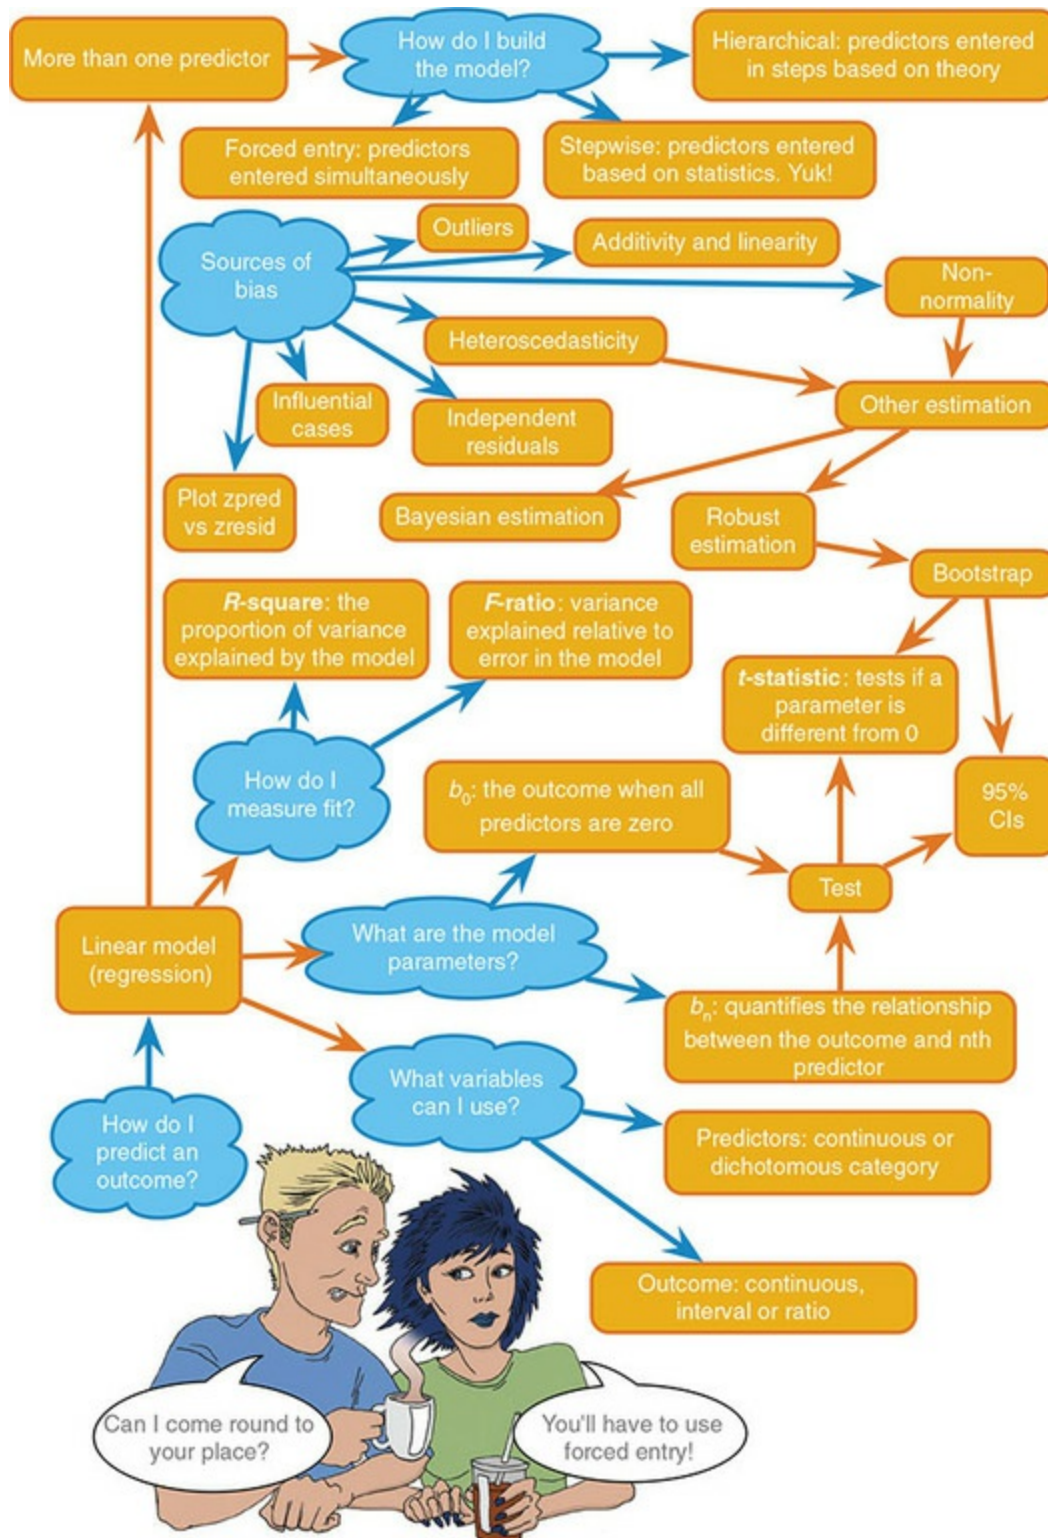 More than one predictor
How do I build
the model?
Hierarchical: predictors entered
in steps based on theory
Forced entry: predictors
entered simultaneously
Stepwise: predictors entered
based on statistics. Yuk!
Sources of
bias
Outliers
Additivity and linearity
Non-
normality
Heteroscedasticity
Influential
cases
Independent
residuals
Other estimation
Plot zpred
vs zresid
Bayesian estimation
Robust
estimation
Bootstrap
R-square: the
proportion of variance
explained by the model
F-ratio: variance
explained relative to
error in the model
t-statistic: tests if a
parameter is
different from 0
How do I
measure fit?
b₀: the outcome when all
predictors are zero
95%
CIs
Test
Linear model
(regression)
What are the model
parameters?
bₙ: quantifies the relationship
between the outcome and nth
predictor
What variables
can I use?
How do I
predict an
outcome?
Predictors: continuous or
dichotomous category
Outcome: continuous,
interval or ratio
Can I come round to
your place?
You'll have to use
forced entry!